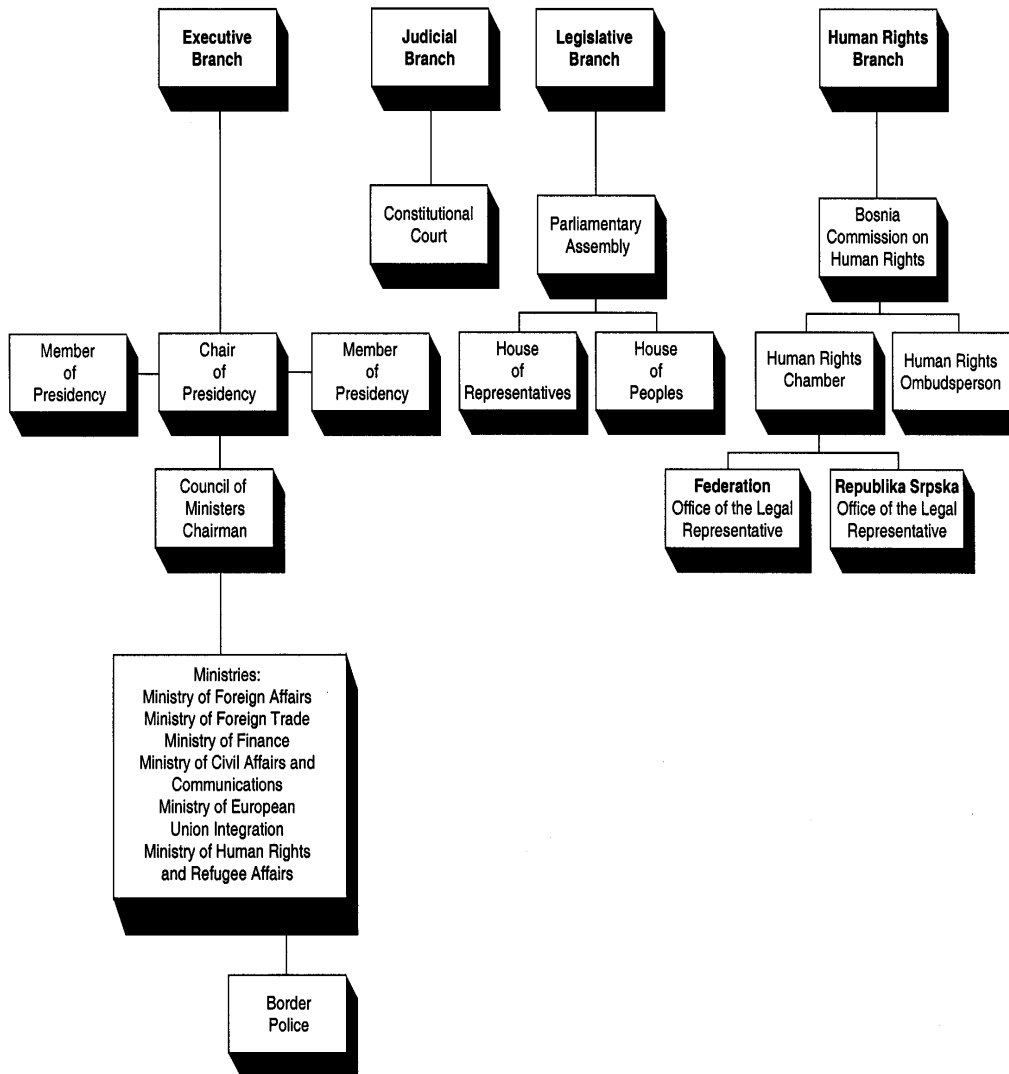 Executive
Branch
Judicial
Branch
Legislative
Branch
Human Rights
Branch
Constitutional
Court
Parliamentary
Assembly
Bosnia
Commission on
Human Rights
Member
of
Presidency
Chair
of
Presidency
Member
of
Presidency
House
of
Representatives
House
of
Peoples
Human Rights
Chamber
Human Rights
Ombudsperson
Council of
Ministers
Chairman
Federation
Office of the Legal
Representative
Republika Srpska
Office of the Legal
Representative
Ministries:
Ministry of Foreign Affairs
Ministry of Foreign Trade
Ministry of Finance
Ministry of Civil Affairs and
Communications
Ministry of European
Union Integration
Ministry of Human Rights
and Refugee Affairs
Border
Police